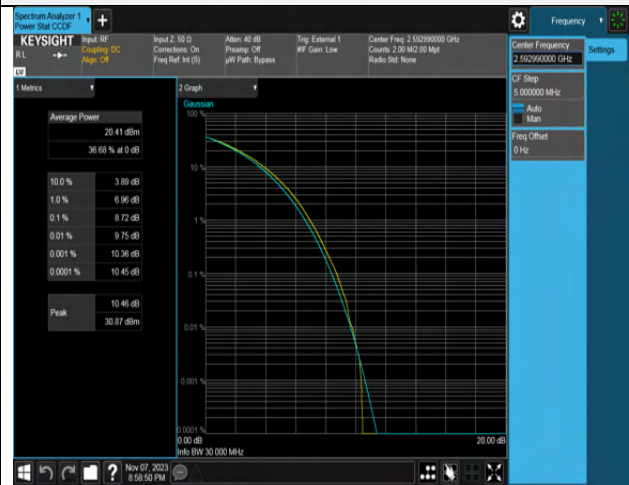 Spectrum Analyzer 1
Power Stat CCDF
+
Frequency
KEYSIGHT
Input: RF
Input Z: 50 Ω
Atten: 40 dB
Trig: External 1
Center Freq: 2.592990000 GHz
RL
Coupling: DC
Corrections: On
Preamp: Off
#IF Gain: Low
Counts: 2.00 M/2.00 Mpt
Align: Off
Freq Ref: Int (S)
µW Path: Bypass
Radio Std: None
Center Frequency
2.592990000 GHz
Settings
CF Step
5.000000 MHz
Auto
Man
Freq Offset
0 Hz
1 Metrics
Average Power
20.41 dBm
36.68 % at 0 dB
10.0 % 3.89 dB
1.0 % 6.96 dB
0.1 % 8.72 dB
0.01 % 9.75 dB
0.001 % 10.36 dB
0.0001 % 10.45 dB
Peak
10.46 dB
30.87 dBm
2 Graph
Gaussian
100 %
10 %
1 %
0.1 %
0.01 %
0.001 %
0.0001 %
0.00 dB
20.00 dB
Info BW 30.000 MHz
?
Nov 07, 2023
8:58:50 PM